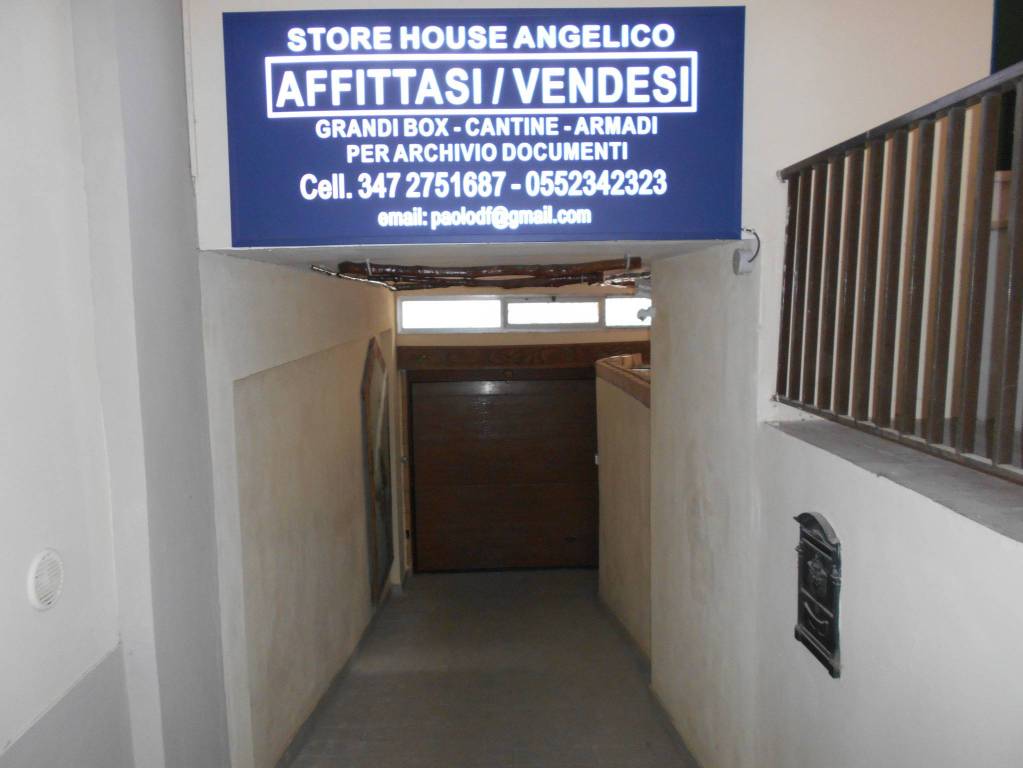 STORE HOUSE ANGELICO
AFFITTASI / VENDESI
GRANDI BOX - CANTINE - ARMADI
PER ARCHIVIO DOCUMENTI
Cell. 347 2751687 - 0552342323
email: paolodf@gmail.com